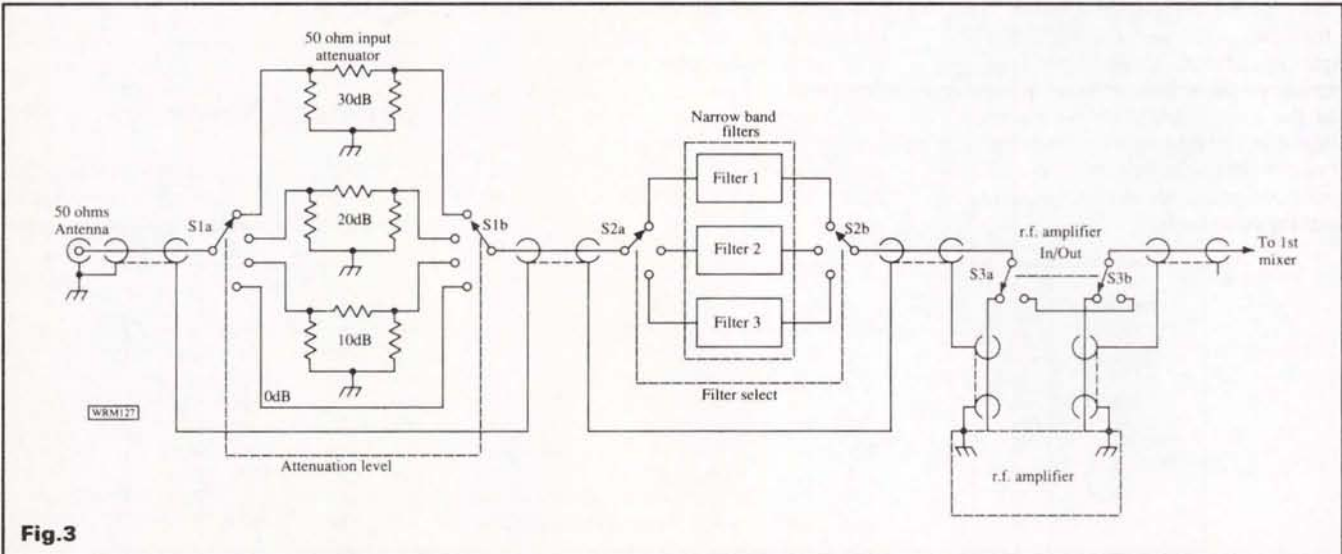 50 ohm input
attenuator
30dB
Narrow band
filters
50 ohms
Antenna
S1a
20dB
S1b
S2a
Filter 1
S2b
r.f. amplifier
In/Out
To 1st
mixer
Filter 2
S3a
S3b
10dB
Filter 3
0dB
Filter select
WRM127
Attenuation level
r.f. amplifier
Fig.3